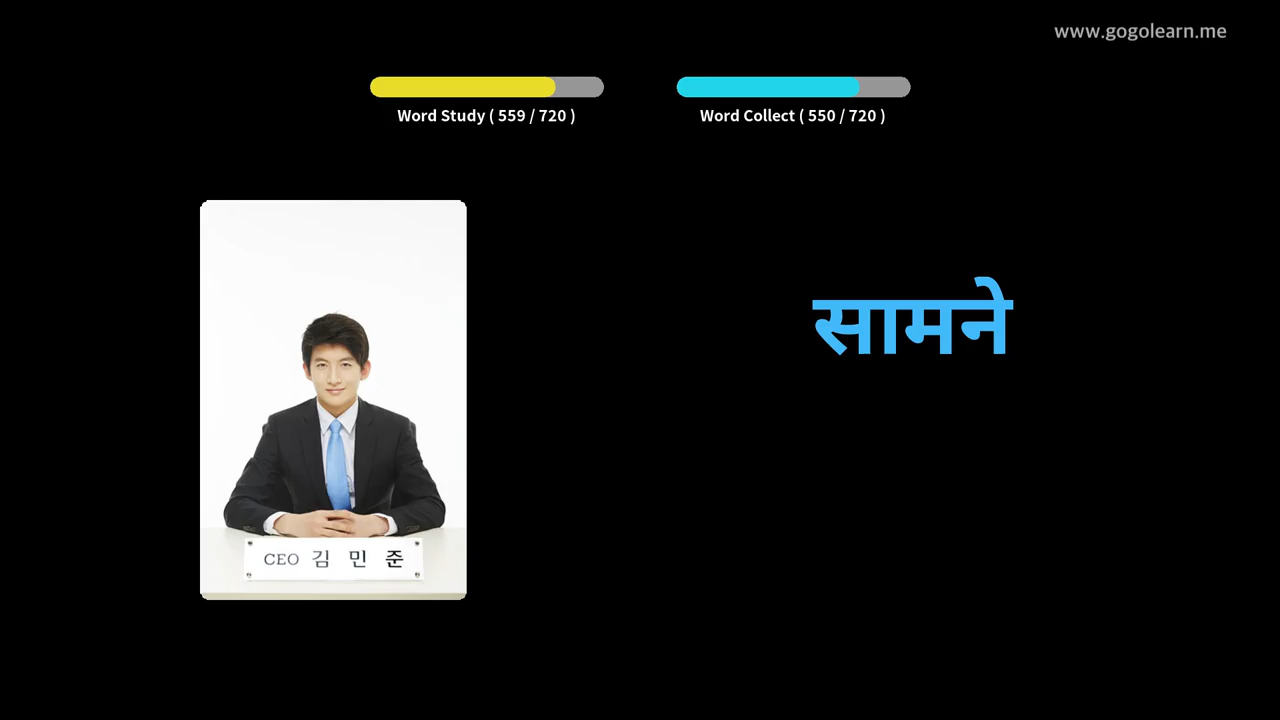 www.gogolearn.me
Word Study ( 559 / 720 )
Word Collect ( 550 / 720 )
सामने
CEO 김 민 준